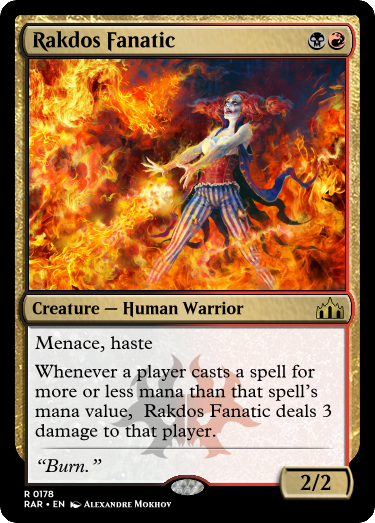 Rakdos Fanatic
Creature — Human Warrior
Menace, haste
Whenever a player casts a spell for
more or less mana than that spell's
mana value,  Rakdos Fanatic deals 3
damage to that player.
“Burn.”
2/2
R 0178
RAR • EN Alexandre Mokhov